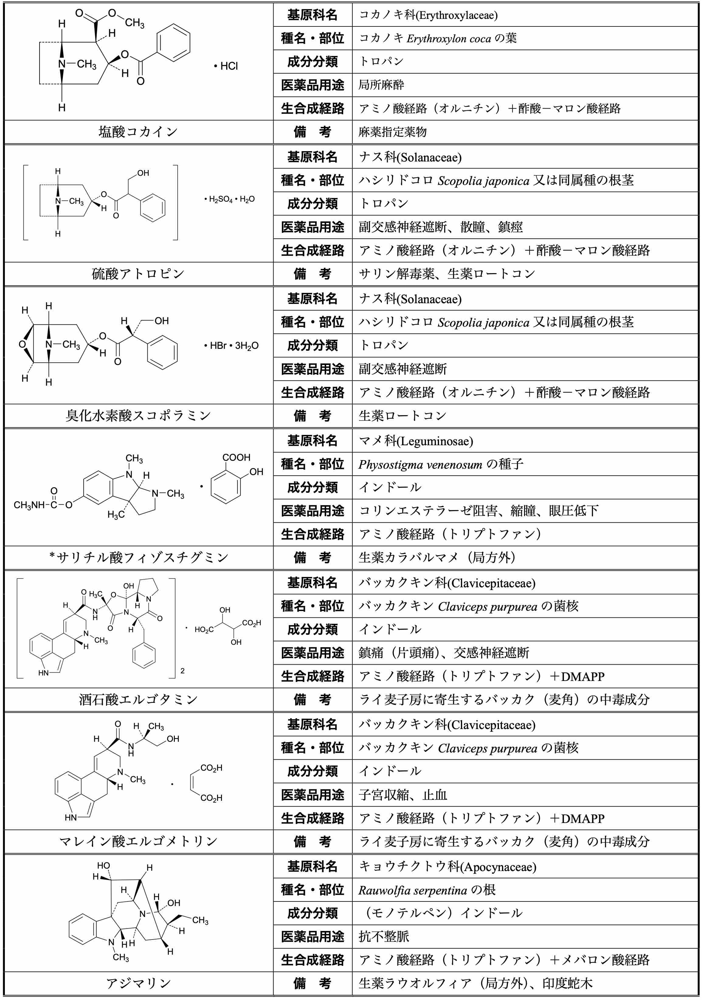 O
O
CH₃
H
H
O
N
CH₃
H
O
H
• HCl
塩酸コカイン
基原科名 コカノキ科(Erythroxylaceae)
種名・部位 コカノキ Erythroxylon coca の葉
成分分類 トロパン
医薬品用途 局所麻酔
生合成経路 アミノ酸経路（オルニチン）＋酢酸－マロン酸経路
備 考 麻薬指定薬物
H
OH
O
N
CH₃
H
O
H
• H₂SO₄ • H₂O
硫酸アトロピン
基原科名 ナス科(Solanaceae)
種名・部位 ハシリドコロ Scopolia japonica 又は同属種の根茎
成分分類 トロパン
医薬品用途 副交感神経遮断、散瞳、鎮痙
生合成経路 アミノ酸経路（オルニチン）＋酢酸－マロン酸経路
備 考 サリン解毒薬、生薬ロートコン
H
H
H
OH
O
O
N
CH₃
H
O
H
H
• HBr • 3H₂O
臭化水素酸スコポラミン
基原科名 ナス科(Solanaceae)
種名・部位 ハシリドコロ Scopolia japonica 又は同属種の根茎
成分分類 トロパン
医薬品用途 副交感神経遮断
生合成経路 アミノ酸経路（オルニチン）＋酢酸－マロン酸経路
備 考 生薬ロートコン
CH₃
N
H
N
CH₃
O
CH₃NH–C–O
H₃C
•
COOH
OH
*サリチル酸フィゾスチグミン
基原科名 マメ科(Leguminosae)
種名・部位 Physostigma venenosum の種子
成分分類 インドール
医薬品用途 コリンエステラーゼ阻害、縮瞳、眼圧低下
生合成経路 アミノ酸経路（トリプトファン）
備 考 生薬カラバルマメ（局方外）
OH
O
H₃C
O
H
N
H
H
N
N
O
O
H
N
CH₃
H
HN
2
•
OH
HO₂C
CO₂H
OH
酒石酸エルゴタミン
基原科名 バッカクキン科(Clavicepitaceae)
種名・部位 バッカクキン Claviceps purpurea の菌核
成分分類 インドール
医薬品用途 鎮痛（片頭痛）、交感神経遮断
生合成経路 アミノ酸経路（トリプトファン）＋DMAPP
備 考 ライ麦子房に寄生するバッカク（麦角）の中毒成分
O
H
CH₃
H
OH
N
H
N
CH₃
H
HN
•
CO₂H
CO₂H
マレイン酸エルゴメトリン
基原科名 バッカクキン科(Clavicepitaceae)
種名・部位 バッカクキン Claviceps purpurea の菌核
成分分類 インドール
医薬品用途 子宮収縮、止血
生合成経路 アミノ酸経路（トリプトファン）＋DMAPP
備 考 ライ麦子房に寄生するバッカク（麦角）の中毒成分
HO
H
H
H
H
OH
N
CH₃
H
N
H
H
H
CH₃
アジマリン
基原科名 キョウチクトウ科(Apocynaceae)
種名・部位 Rauwolfia serpentina の根
成分分類 （モノテルペン）インドール
医薬品用途 抗不整脈
生合成経路 アミノ酸経路（トリプトファン）＋メバロン酸経路
備 考 生薬ラウオルフィア（局方外）、印度蛇木